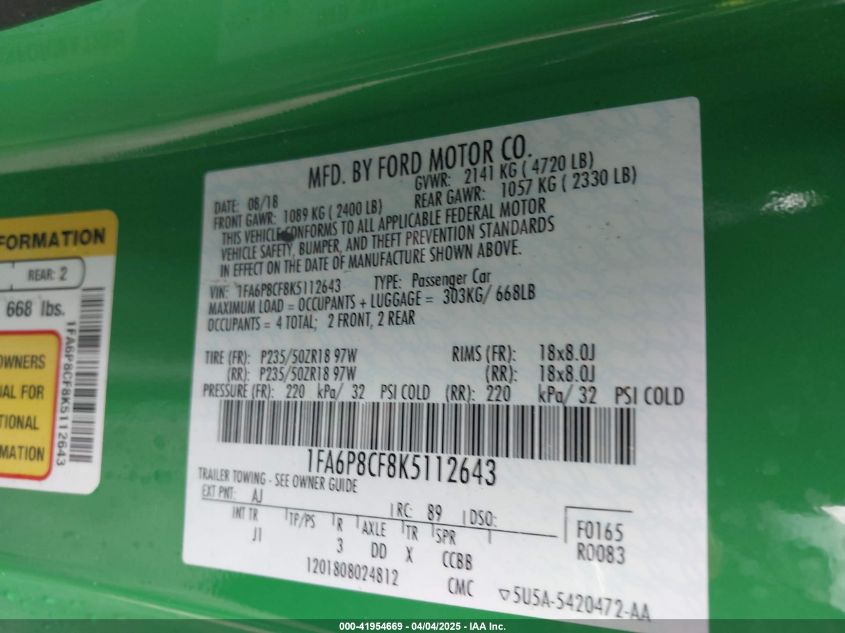 FORMATION
REAR: 2
668 lbs.
OWNERS
UAL FOR
TIONAL
MATION
1FA6P8CF8K5112643
MFD. BY FORD MOTOR CO.
DATE: 08/18 GVWR: 2141 KG ( 4720 LB)
FRONT GAWR: 1089 KG ( 2400 LB) REAR GAWR: 1057 KG ( 2330 LB)
THIS VEHICLE CONFORMS TO ALL APPLICABLE FEDERAL MOTOR
VEHICLE SAFETY, BUMPER, AND THEFT PREVENTION STANDARDS
IN EFFECT ON THE DATE OF MANUFACTURE SHOWN ABOVE.
VIN: 1FA6P8CF8K5112643 TYPE: Passenger Car
MAXIMUM LOAD = OCCUPANTS + LUGGAGE = 303KG/ 668LB
OCCUPANTS = 4 TOTAL; 2 FRONT, 2 REAR
TIRE (FR): P235/50ZR18 97W RIMS (FR): 18x8.0J
(RR): P235/50ZR18 97W (RR): 18x8.0J
PRESSURE (FR): 220 kPa/ 32 PSI COLD (RR): 220 kPa/ 32 PSI COLD
1FA6P8CF8K5112643
TRAILER TOWING - SEE OWNER GUIDE
EXT PNT: AJ RC: 89 DSO: F0165
INT TR TP/PS R AXLE TR SPR R0083
J1 3 DD X CCBB
1201808024812 CMC ▽5U5A-5420472-AA
000-41954669 - 04/04/2025 - IAA Inc.